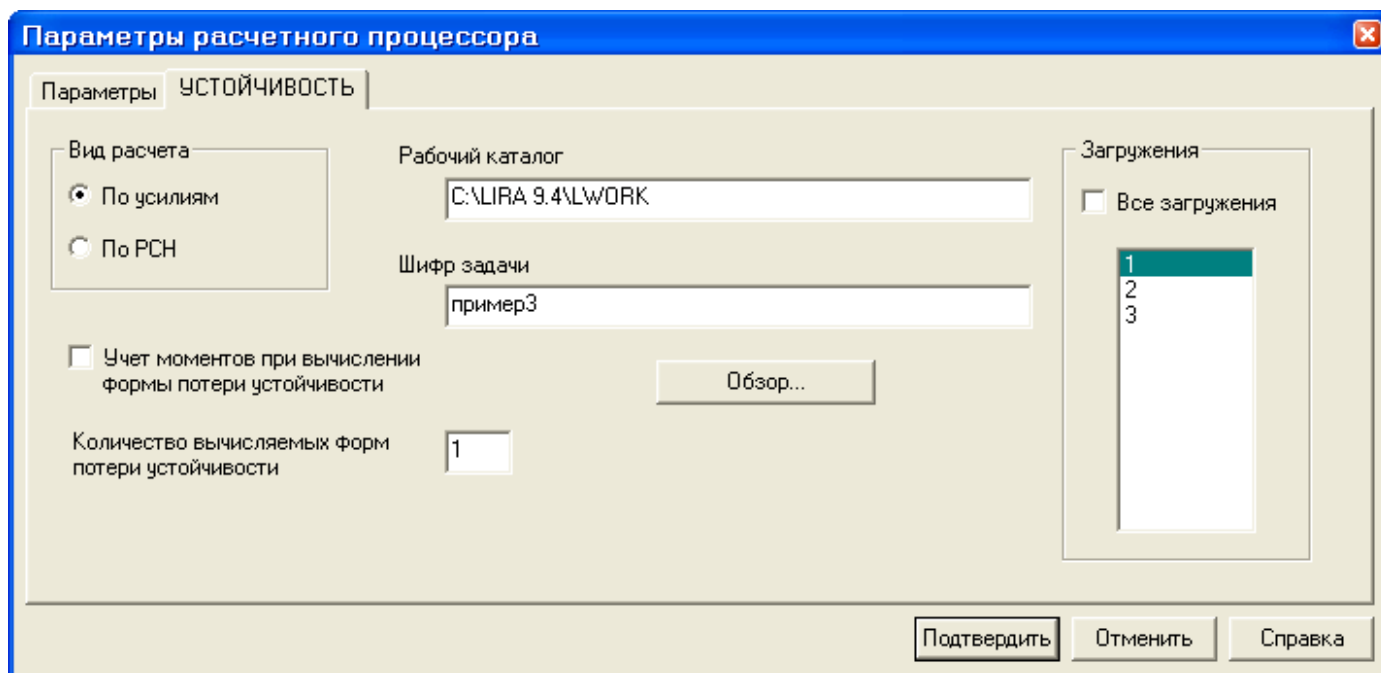 Параметры расчетного процессора
Параметры
УСТОЙЧИВОСТЬ
Вид расчета
По усилиям
По РСН
Рабочий каталог
C:\LIRA 9.4\LWORK
Шифр задачи
пример3
Учет моментов при вычислении
формы потери устойчивости
Обзор...
Количество вычисляемых форм
потери устойчивости
1
Загружения
Все загружения
1
2
3
Подтвердить
Отменить
Справка